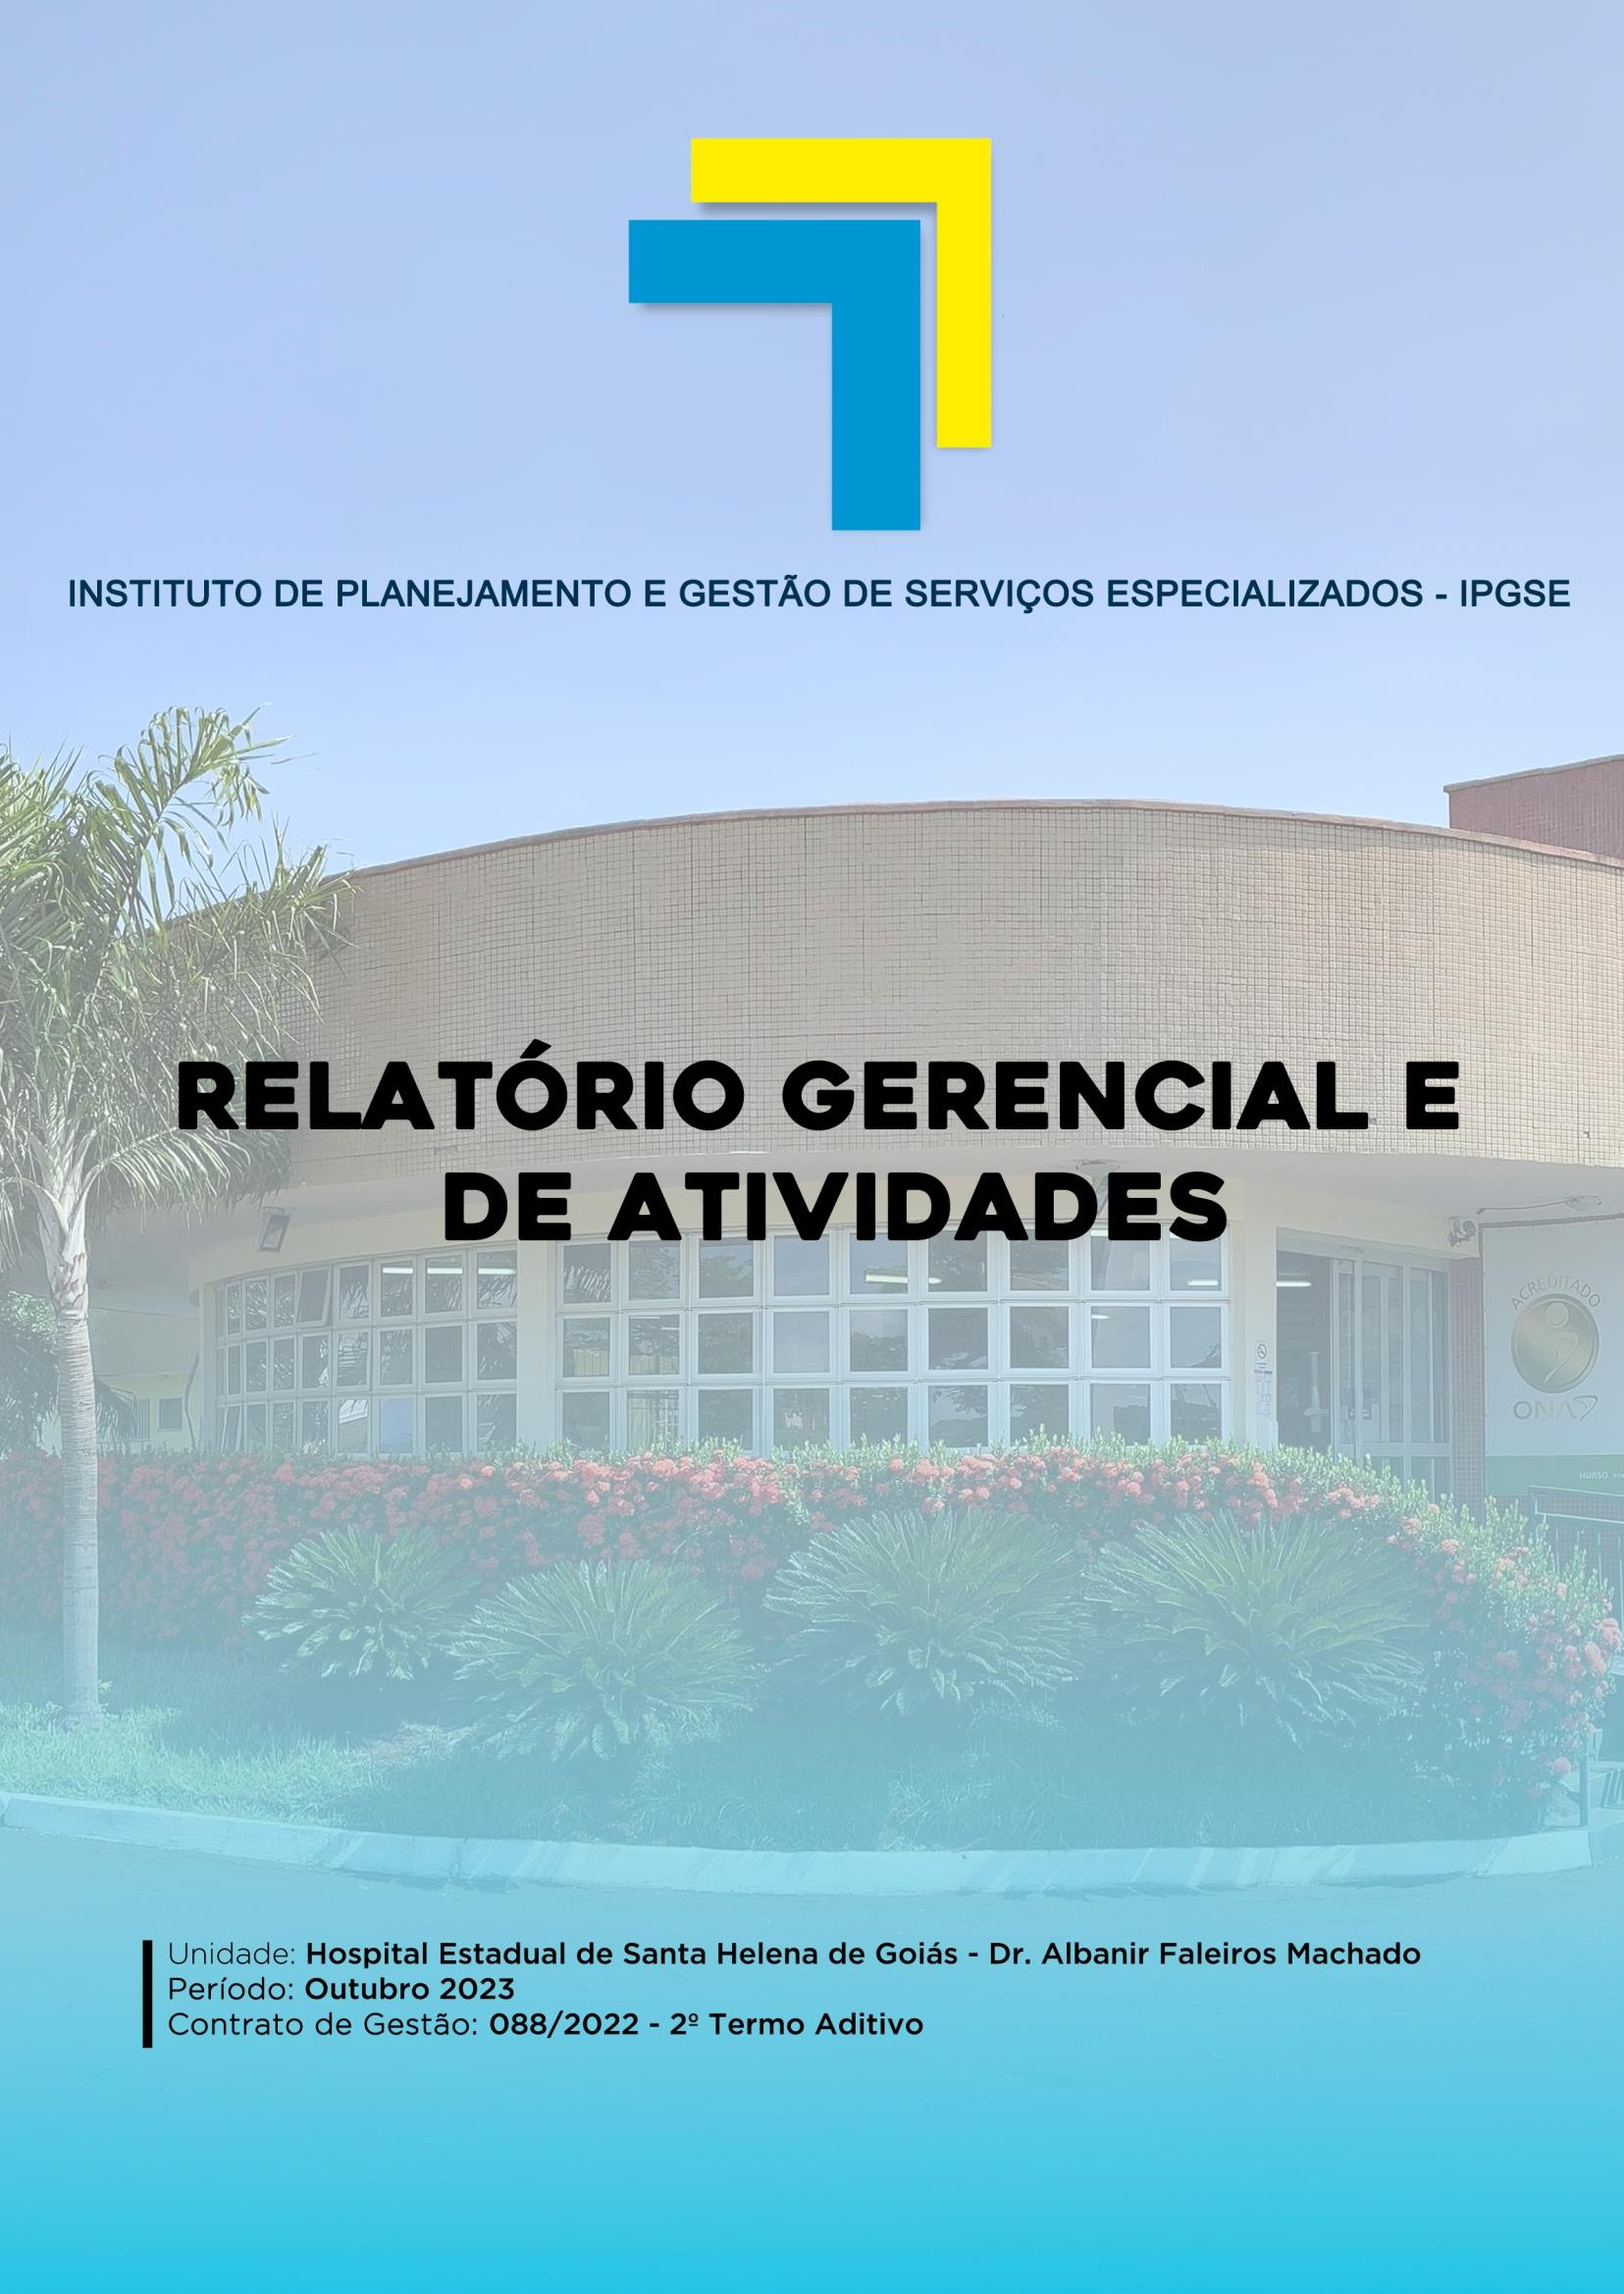 INSTITUTO DE PLANEJAMENTO E GESTÃO DE SERVIÇOS ESPECIALIZADOS - IPGSE
RELATÓRIO GERENCIAL E
DE ATIVIDADES
ACREDITADO
ONA
HURSO
Unidade: Hospital Estadual de Santa Helena de Goiás - Dr. Albanir Faleiros Machado
Período: Outubro 2023
Contrato de Gestão: 088/2022 - 2º Termo Aditivo